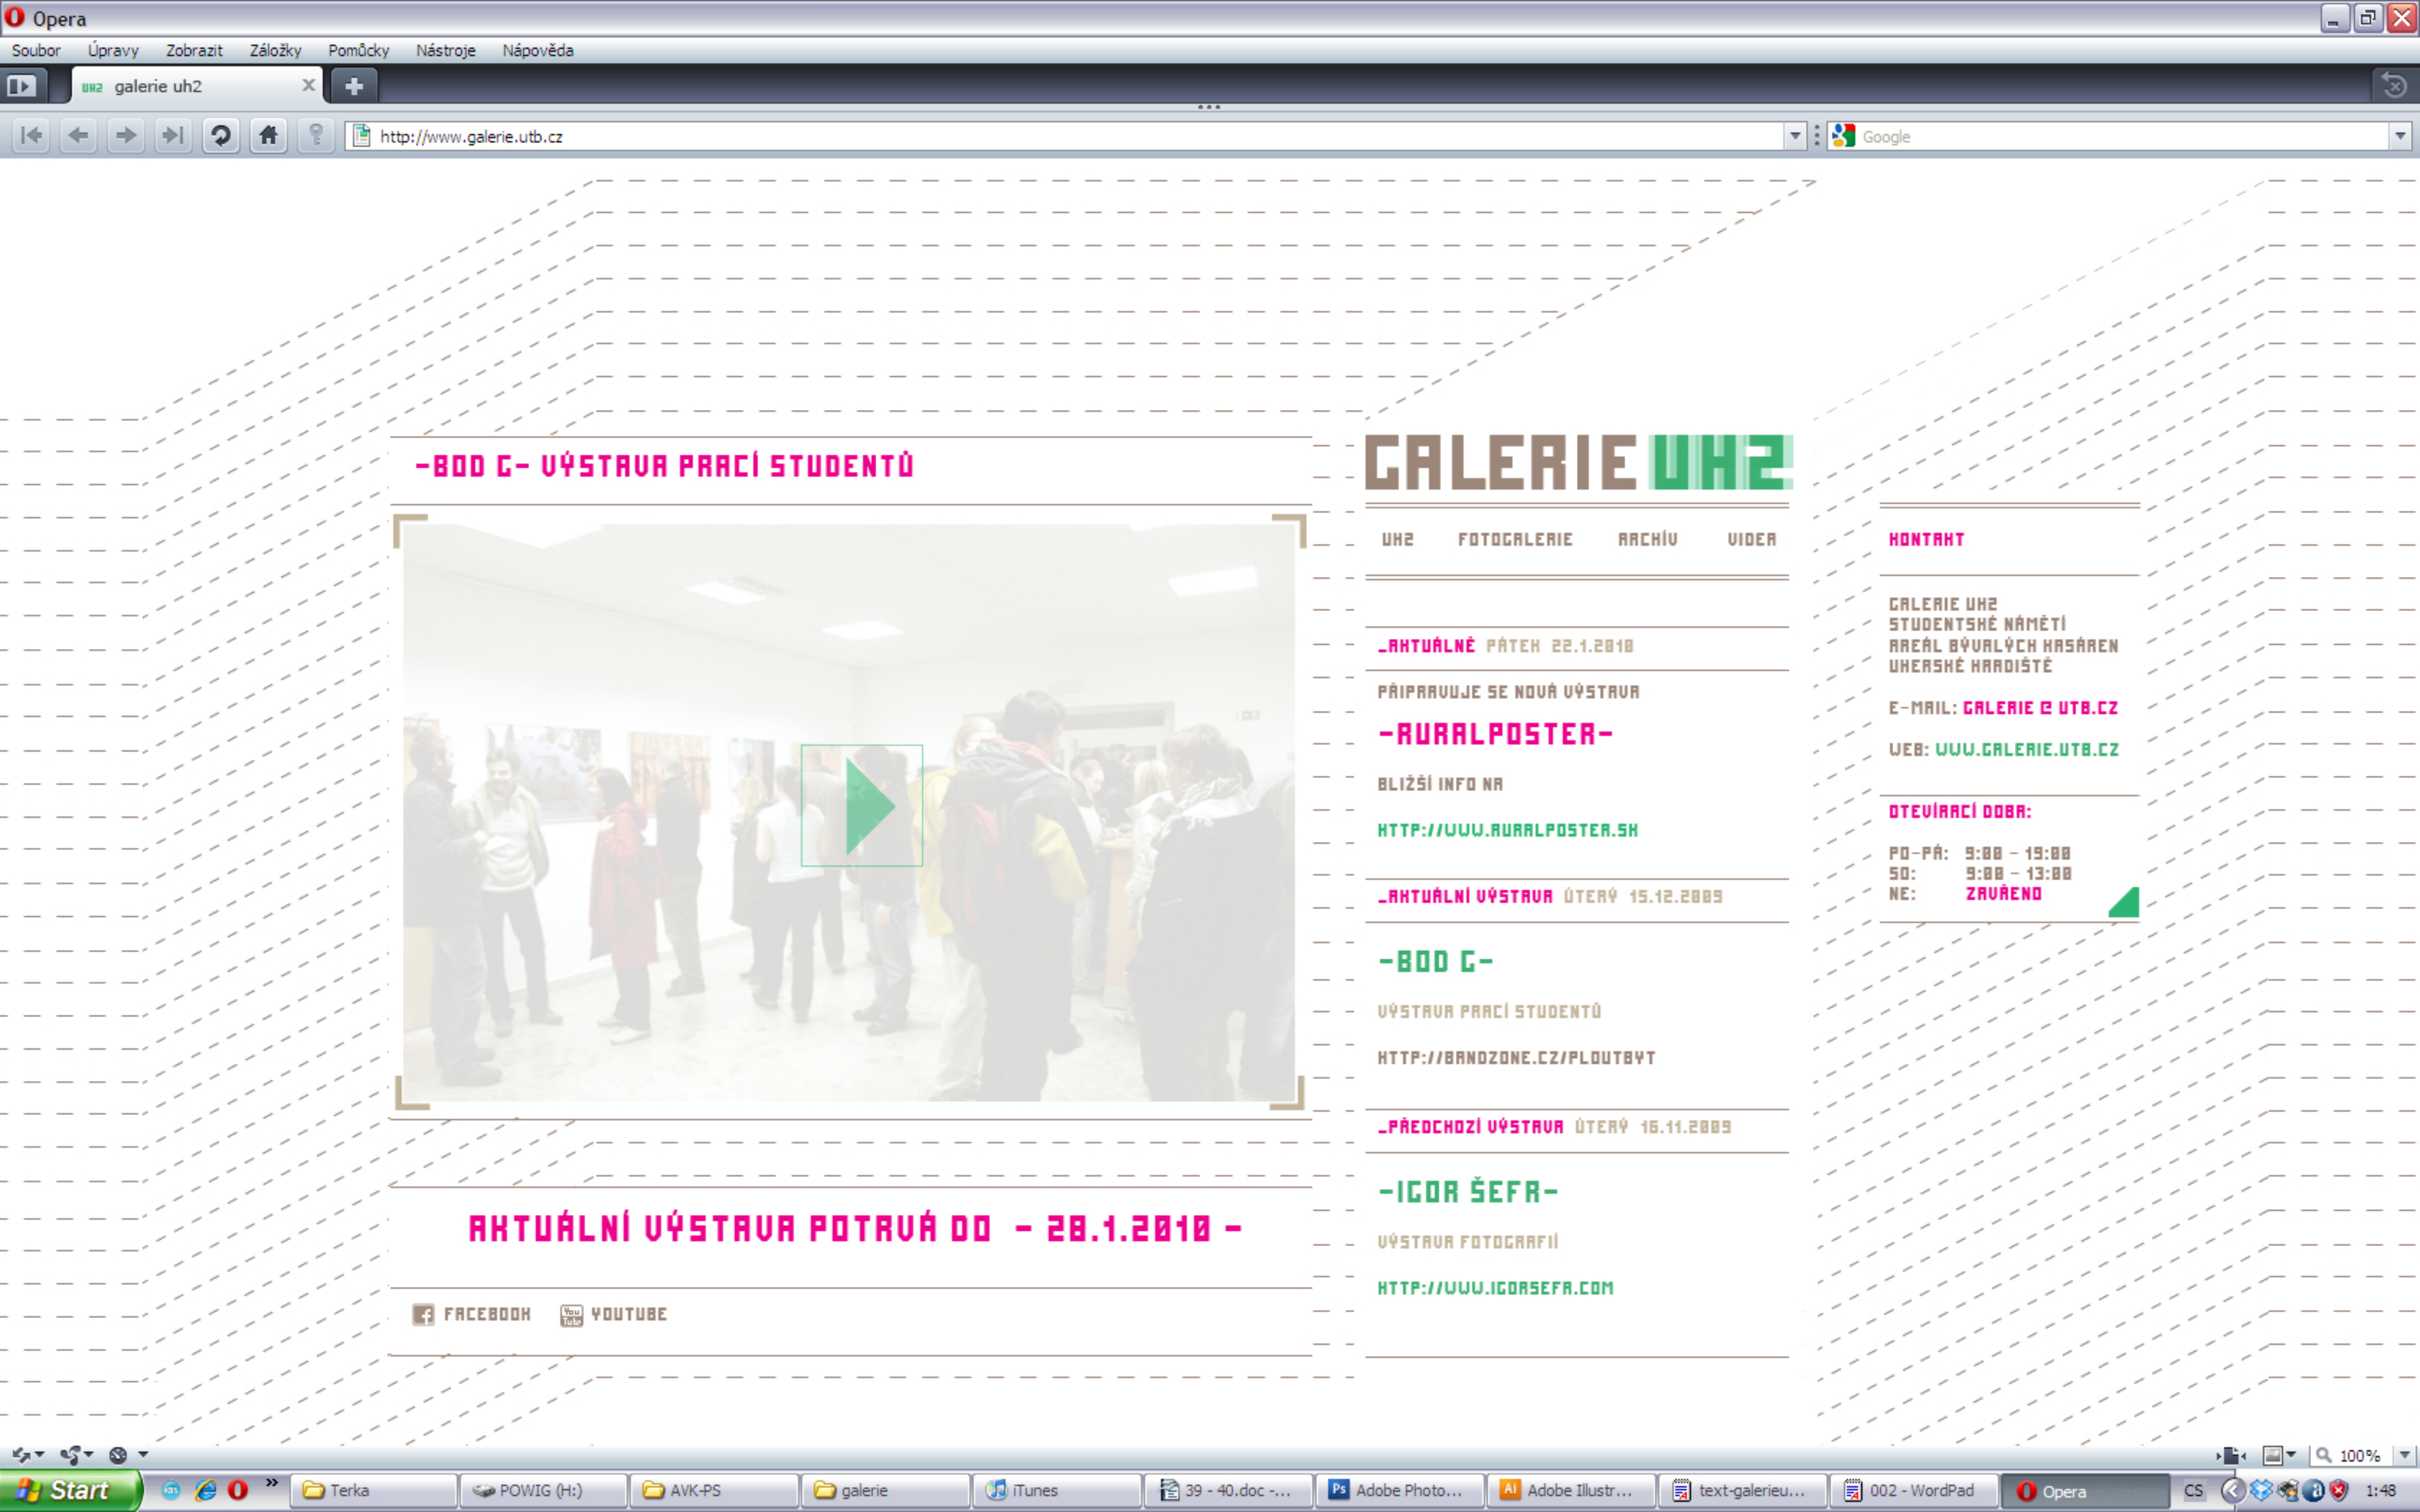 Opera
Soubor Úpravy Zobrazit Záložky Pomůcky Nástroje Nápověda
UH2 galerie uh2
http://www.galerie.utb.cz
Google
-BOD G- VÝSTAVA PRACÍ STUDENTŮ
GALERIE UH2
UH2 FOTOGALERIE ARCHÍV VIDEA
_AKTUÁLNĚ PÁTEK 22.1.2010
PŘIPRAVUJE SE NOVÁ VÝSTAVA
-RURALPOSTER-
BLIŽŠÍ INFO NA
HTTP://WWW.RURALPOSTER.SK
_AKTUÁLNÍ VÝSTAVA ÚTERÝ 15.12.2009
-BOD G-
VÝSTAVA PRACÍ STUDENTŮ
HTTP://BANDZONE.CZ/PLOUTBYT
_PŘEDCHOZÍ VÝSTAVA ÚTERÝ 16.11.2009
-IGOR ŠEFR-
VÝSTAVA FOTOGRAFIÍ
HTTP://WWW.IGORSEFR.COM
KONTAKT
GALERIE UH2
STUDENTSKÉ NÁMĚTÍ
AREÁL BÝVALÝCH KASÁREN
UHERSKÉ HRADIŠTĚ
E-MAIL: GALERIE @ UTB.CZ
WEB: WWW.GALERIE.UTB.CZ
OTEVÍRACÍ DOBA:
PO-PÁ: 9:00 - 19:00
SO: 9:00 - 13:00
NE: ZAVŘENO
AKTUÁLNÍ VÝSTAVA POTRVÁ DO - 28.1.2010 -
FACEBOOK You Tube YOUTUBE
100%
Start Terka POWIG (H:) AVK-PS galerie iTunes 39 - 40.doc -... Adobe Photo... Adobe Illustr... text-galerieu... 002 - WordPad Opera CS 1:48